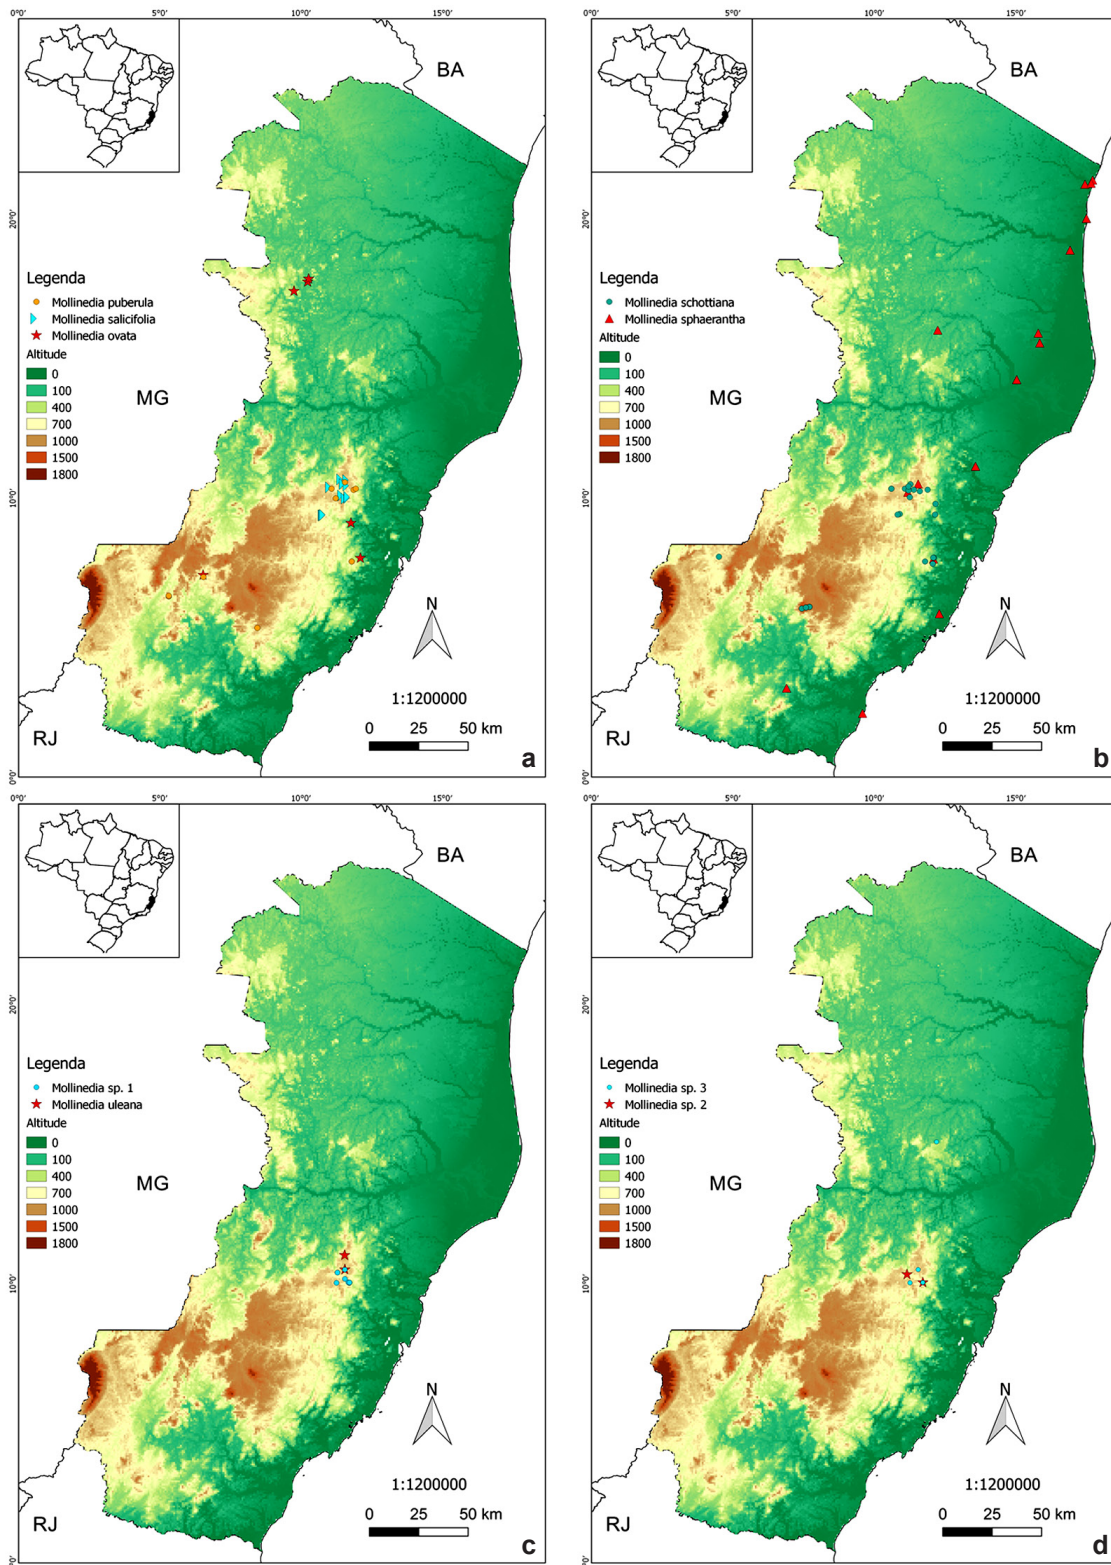 0°0' 5°0' 10°0' 15°0'
BA
20°0'
Legenda
Mollinedia puberula
Mollinedia salicifolia
Mollinedia ovata
Altitude
0
100
400
700
1000
1500
1800
MG
10°0'
N
1:1200000
0 25 50 km
RJ
a
0°0'
0°0' 5°0' 10°0' 15°0'
BA
20°0'
Legenda
Mollinedia schottiana
Mollinedia sphaerantha
Altitude
0
100
400
700
1000
1500
1800
MG
10°0'
N
1:1200000
0 25 50 km
RJ
b
0°0'
0°0' 5°0' 10°0' 15°0'
BA
20°0'
Legenda
Mollinedia sp. 1
Mollinedia uleana
Altitude
0
100
400
700
1000
1500
1800
MG
10°0'
N
1:1200000
0 25 50 km
RJ
c
0°0' 5°0' 10°0' 15°0'
BA
20°0'
Legenda
Mollinedia sp. 3
Mollinedia sp. 2
Altitude
0
100
400
700
1000
1500
1800
MG
10°0'
N
1:1200000
0 25 50 km
RJ
d